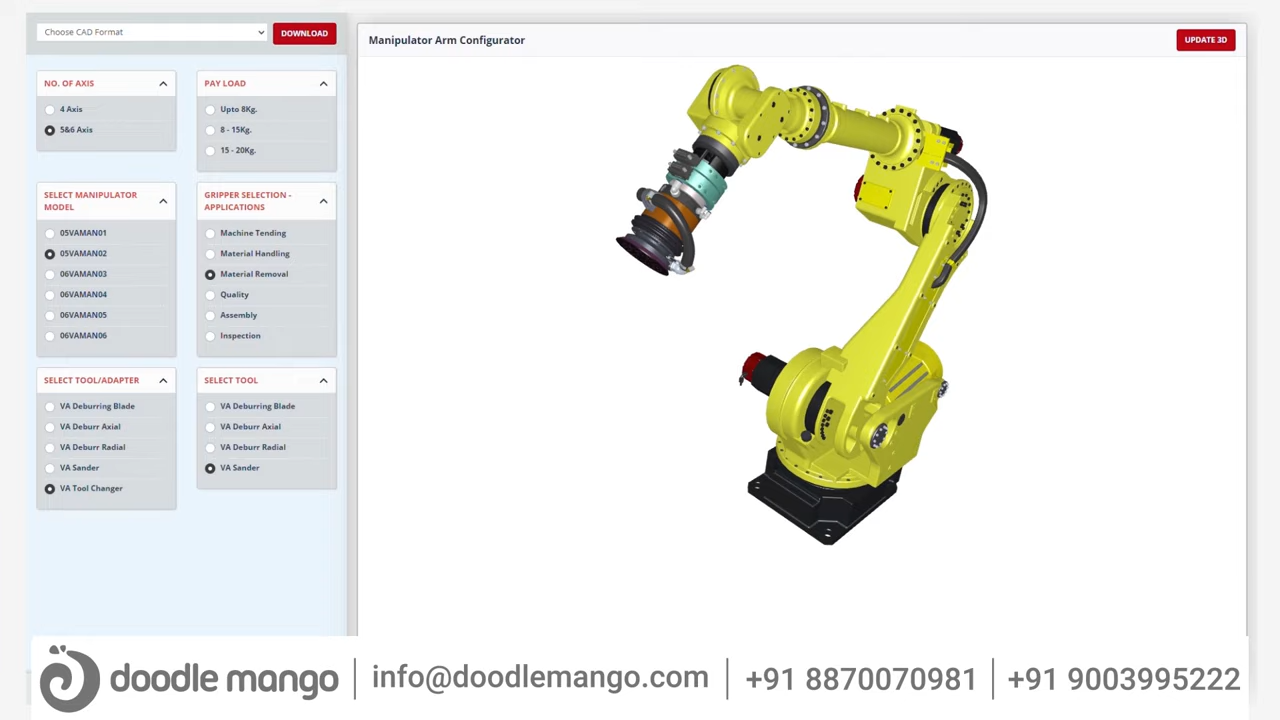 Choose CAD Format
DOWNLOAD
NO. OF AXIS
4 Axis
5&6 Axis
PAY LOAD
Upto 8Kg.
8 - 15Kg.
15 - 20Kg.
SELECT MANIPULATOR
MODEL
05VAMAN01
05VAMAN02
06VAMAN03
06VAMAN04
06VAMAN05
06VAMAN06
GRIPPER SELECTION -
APPLICATIONS
Machine Tending
Material Handling
Material Removal
Quality
Assembly
Inspection
SELECT TOOL/ADAPTER
VA Deburring Blade
VA Deburr Axial
VA Deburr Radial
VA Sander
VA Tool Changer
SELECT TOOL
VA Deburring Blade
VA Deburr Axial
VA Deburr Radial
VA Sander
Manipulator Arm Configurator
UPDATE 3D
doodle mango | info@doodlemango.com | +91 8870070981 | +91 9003995222